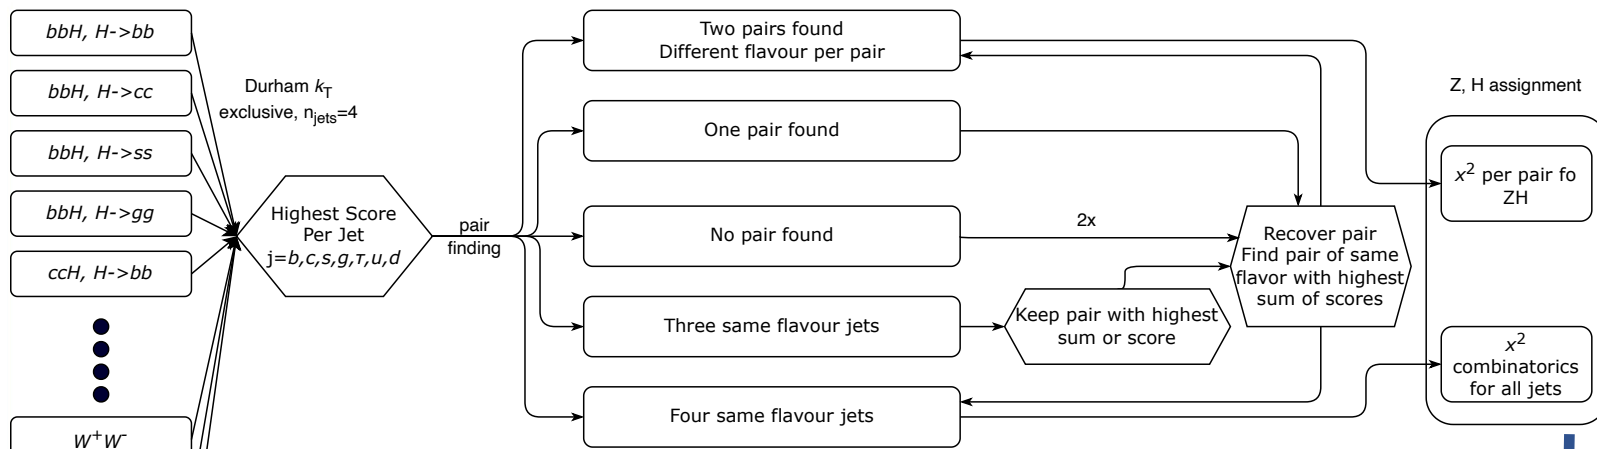 bbH, H->bb
bbH, H->cc
bbH, H->ss
bbH, H->gg
ccH, H->bb
W⁺W⁻
Durham k_T
exclusive, n_jets=4
Highest Score
Per Jet
j=b,c,s,g,τ,u,d
pair
finding
Two pairs found
Different flavour per pair
One pair found
No pair found
Three same flavour jets
Four same flavour jets
2x
Keep pair with highest
sum or score
Recover pair
Find pair of same
flavor with highest
sum of scores
Z, H assignment
x² per pair fo
ZH
x²
combinatorics
for all jets